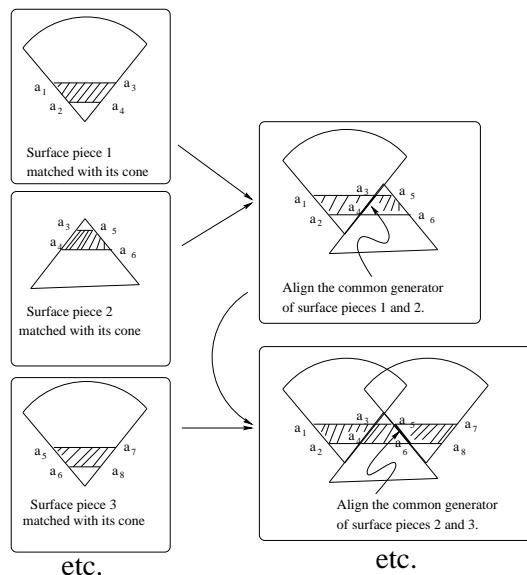 a1 a3
a2 a4
Surface piece 1
matched with its cone
a3 a5
a4 a6
Surface piece 2
matched with its cone
a5 a7
a6 a8
Surface piece 3
matched with its cone
etc.
a1 a3 a5
a2 a4 a6
Align the common generator
of surface pieces 1 and 2.
a1 a3 a5 a7
a2 a4 a6 a8
Align the common generator
of surface pieces 2 and 3.
etc.